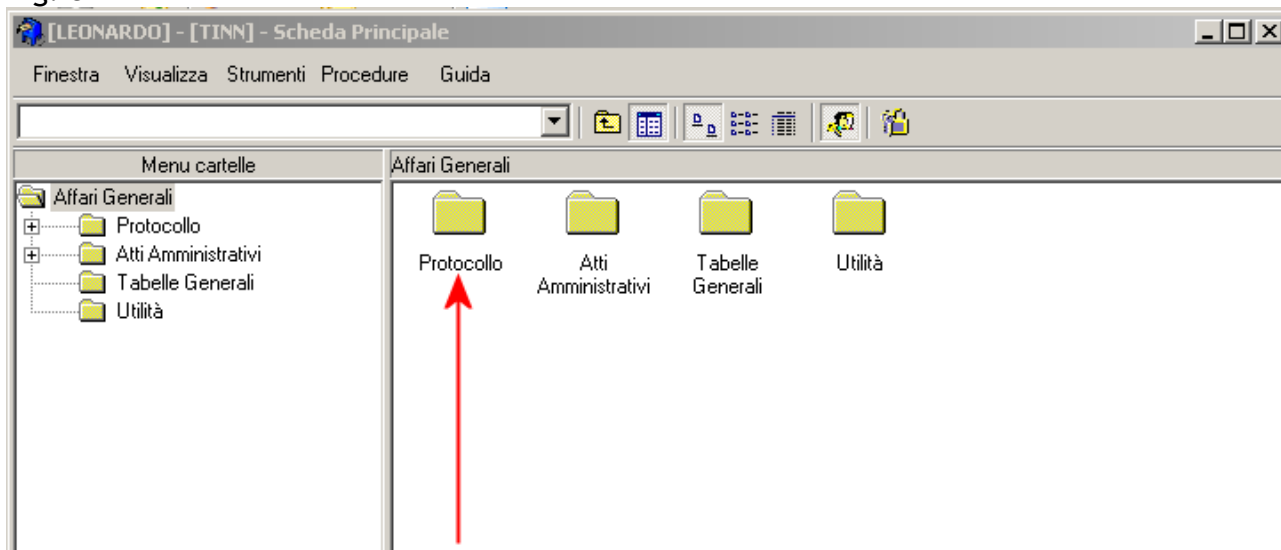 [LEONARDO] - [TINN] - Scheda Principale
Finestra Visualizza Strumenti Procedure Guida
Menu cartelle
Affari Generali
Protocollo
Atti Amministrativi
Tabelle Generali
Utilità
Affari Generali
Protocollo
Atti
Amministrativi
Tabelle
Generali
Utilità